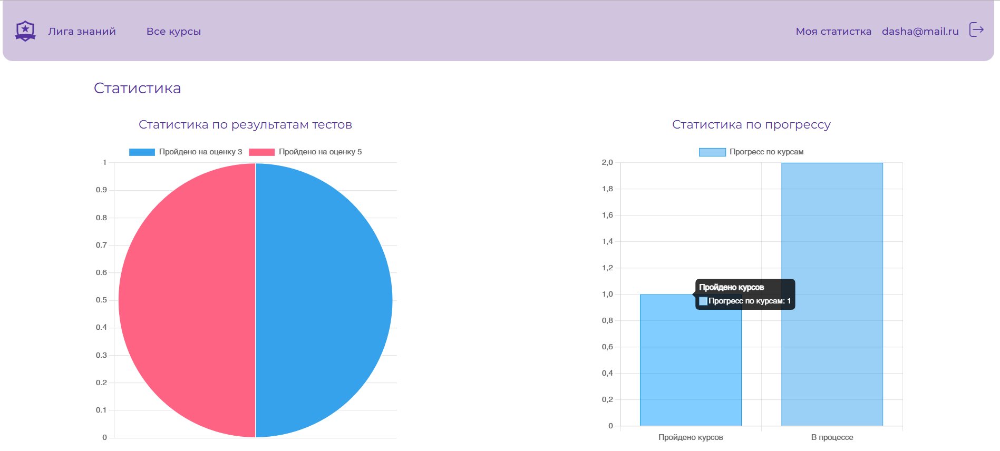 Лига знаний Все курсы Моя статистка dasha@mail.ru
Статистика
Статистика по результатам тестов
Пройдено на оценку 3 Пройдено на оценку 5
1
0.9
0.8
0.7
0.6
0.5
0.4
0.3
0.2
0.1
0
Статистика по прогрессу
Прогресс по курсам
2,0
1,8
1,6
1,4
1,2
1,0
0,8
0,6
0,4
0,2
0
Пройдено курсов
Прогресс по курсам: 1
Пройдено курсов В процессе